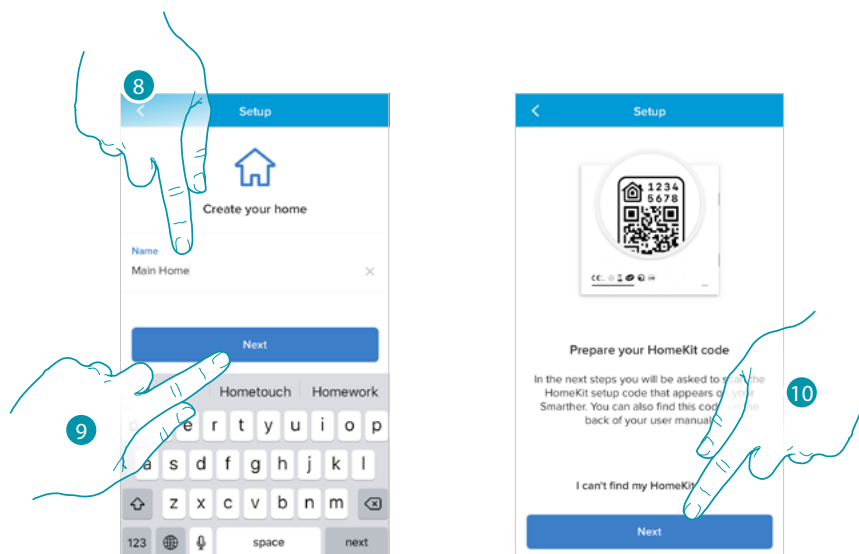 8
Setup
Create your home
Name
Main Home
Next
Hometouch Homework
9
e r t y u i o p
a s d f g h j k l
z x c v b n m
123 space next
Setup
1234
5678
Prepare your HomeKit code
In the next steps you will be asked to scan the
HomeKit setup code that appears on your
Smarther. You can also find this code the
back of your user manual
I can't find my HomeKit
10
Next